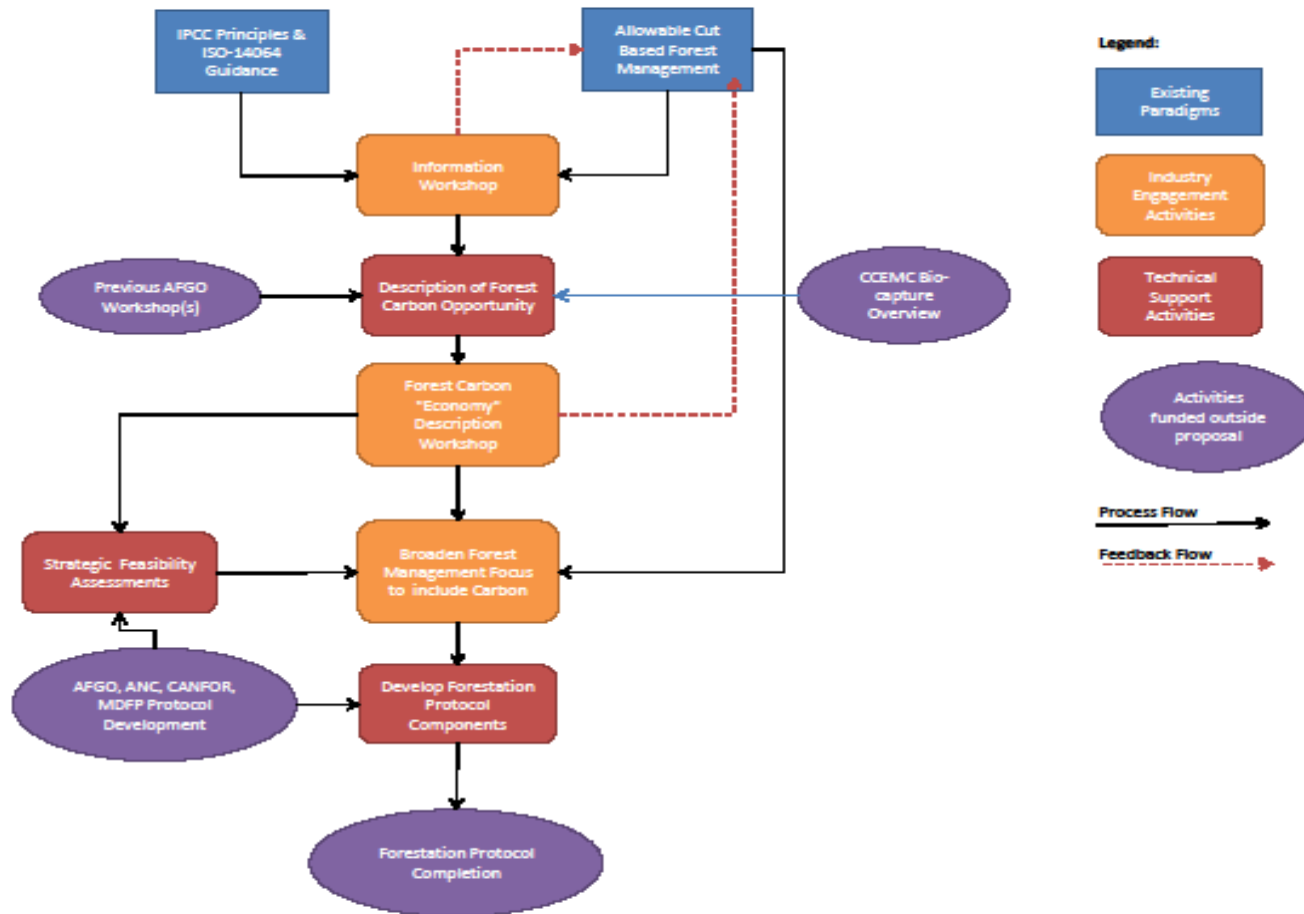 IPCC Principles &
ISO-14064
Guidance
Allowable Cut
Based Forest
Management
Information
Workshop
Previous AFGO
Workshop(s)
Description of Forest
Carbon Opportunity
CCEMC Bio-
capture
Overview
Forest Carbon
"Economy"
Description
Workshop
Strategic Feasibility
Assessments
Broaden Forest
Management Focus
to include Carbon
AFGO, ANC, CANFOR,
MDFP Protocol
Development
Develop Forestation
Protocol
Components
Forestation Protocol
Completion
Legend:
Existing
Paradigms
Industry
Engagement
Activities
Technical
Support
Activities
Activities
funded outside
proposal
Process Flow
Feedback Flow